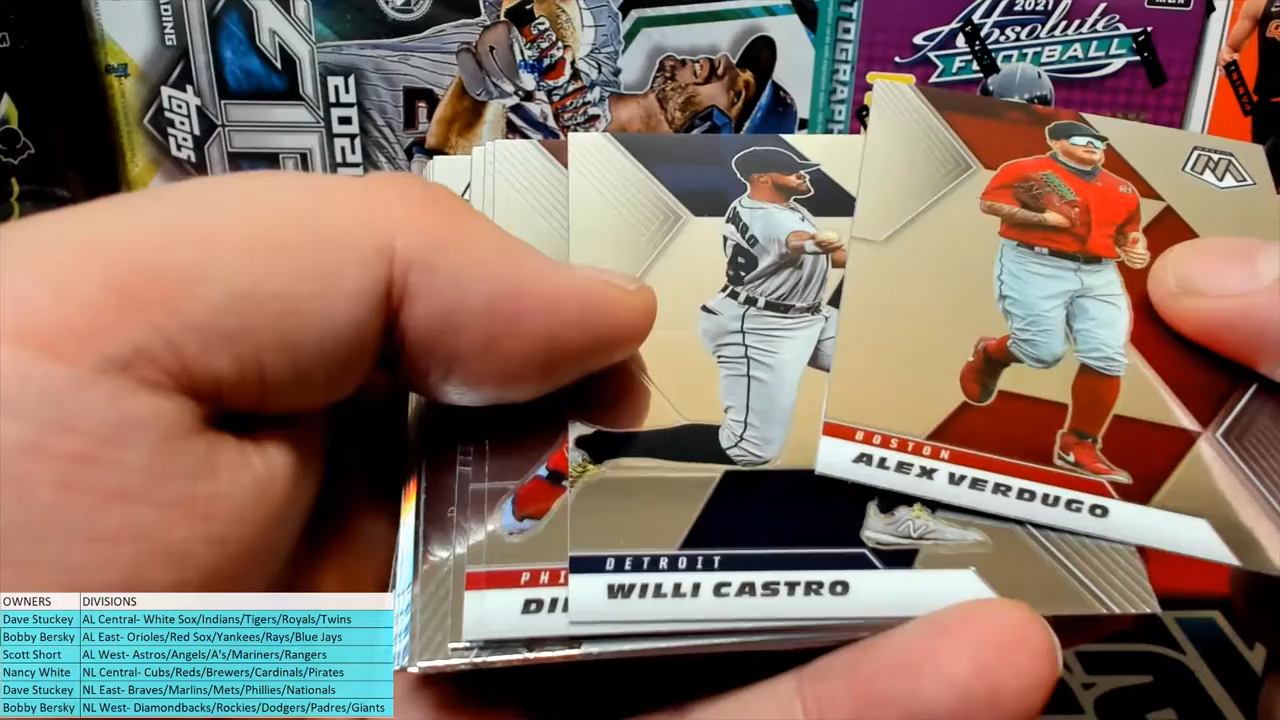 2021
Absolute
FOOTBALL
topps
2021
BOSTON
ALEX VERDUGO
DETROIT
WILLI CASTRO
PHI
DI
OWNERS DIVISIONS
Dave Stuckey AL Central- White Sox/Indians/Tigers/Royals/Twins
Bobby Bersky AL East- Orioles/Red Sox/Yankees/Rays/Blue Jays
Scott Short AL West- Astros/Angels/A's/Mariners/Rangers
Nancy White NL Central- Cubs/Reds/Brewers/Cardinals/Pirates
Dave Stuckey NL East- Braves/Marlins/Mets/Phillies/Nationals
Bobby Bersky NL West- Diamondbacks/Rockies/Dodgers/Padres/Giants